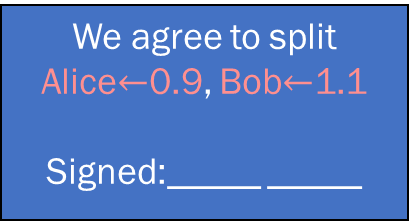 We agree to split
Alice←0.9, Bob←1.1
Signed:_____ _____